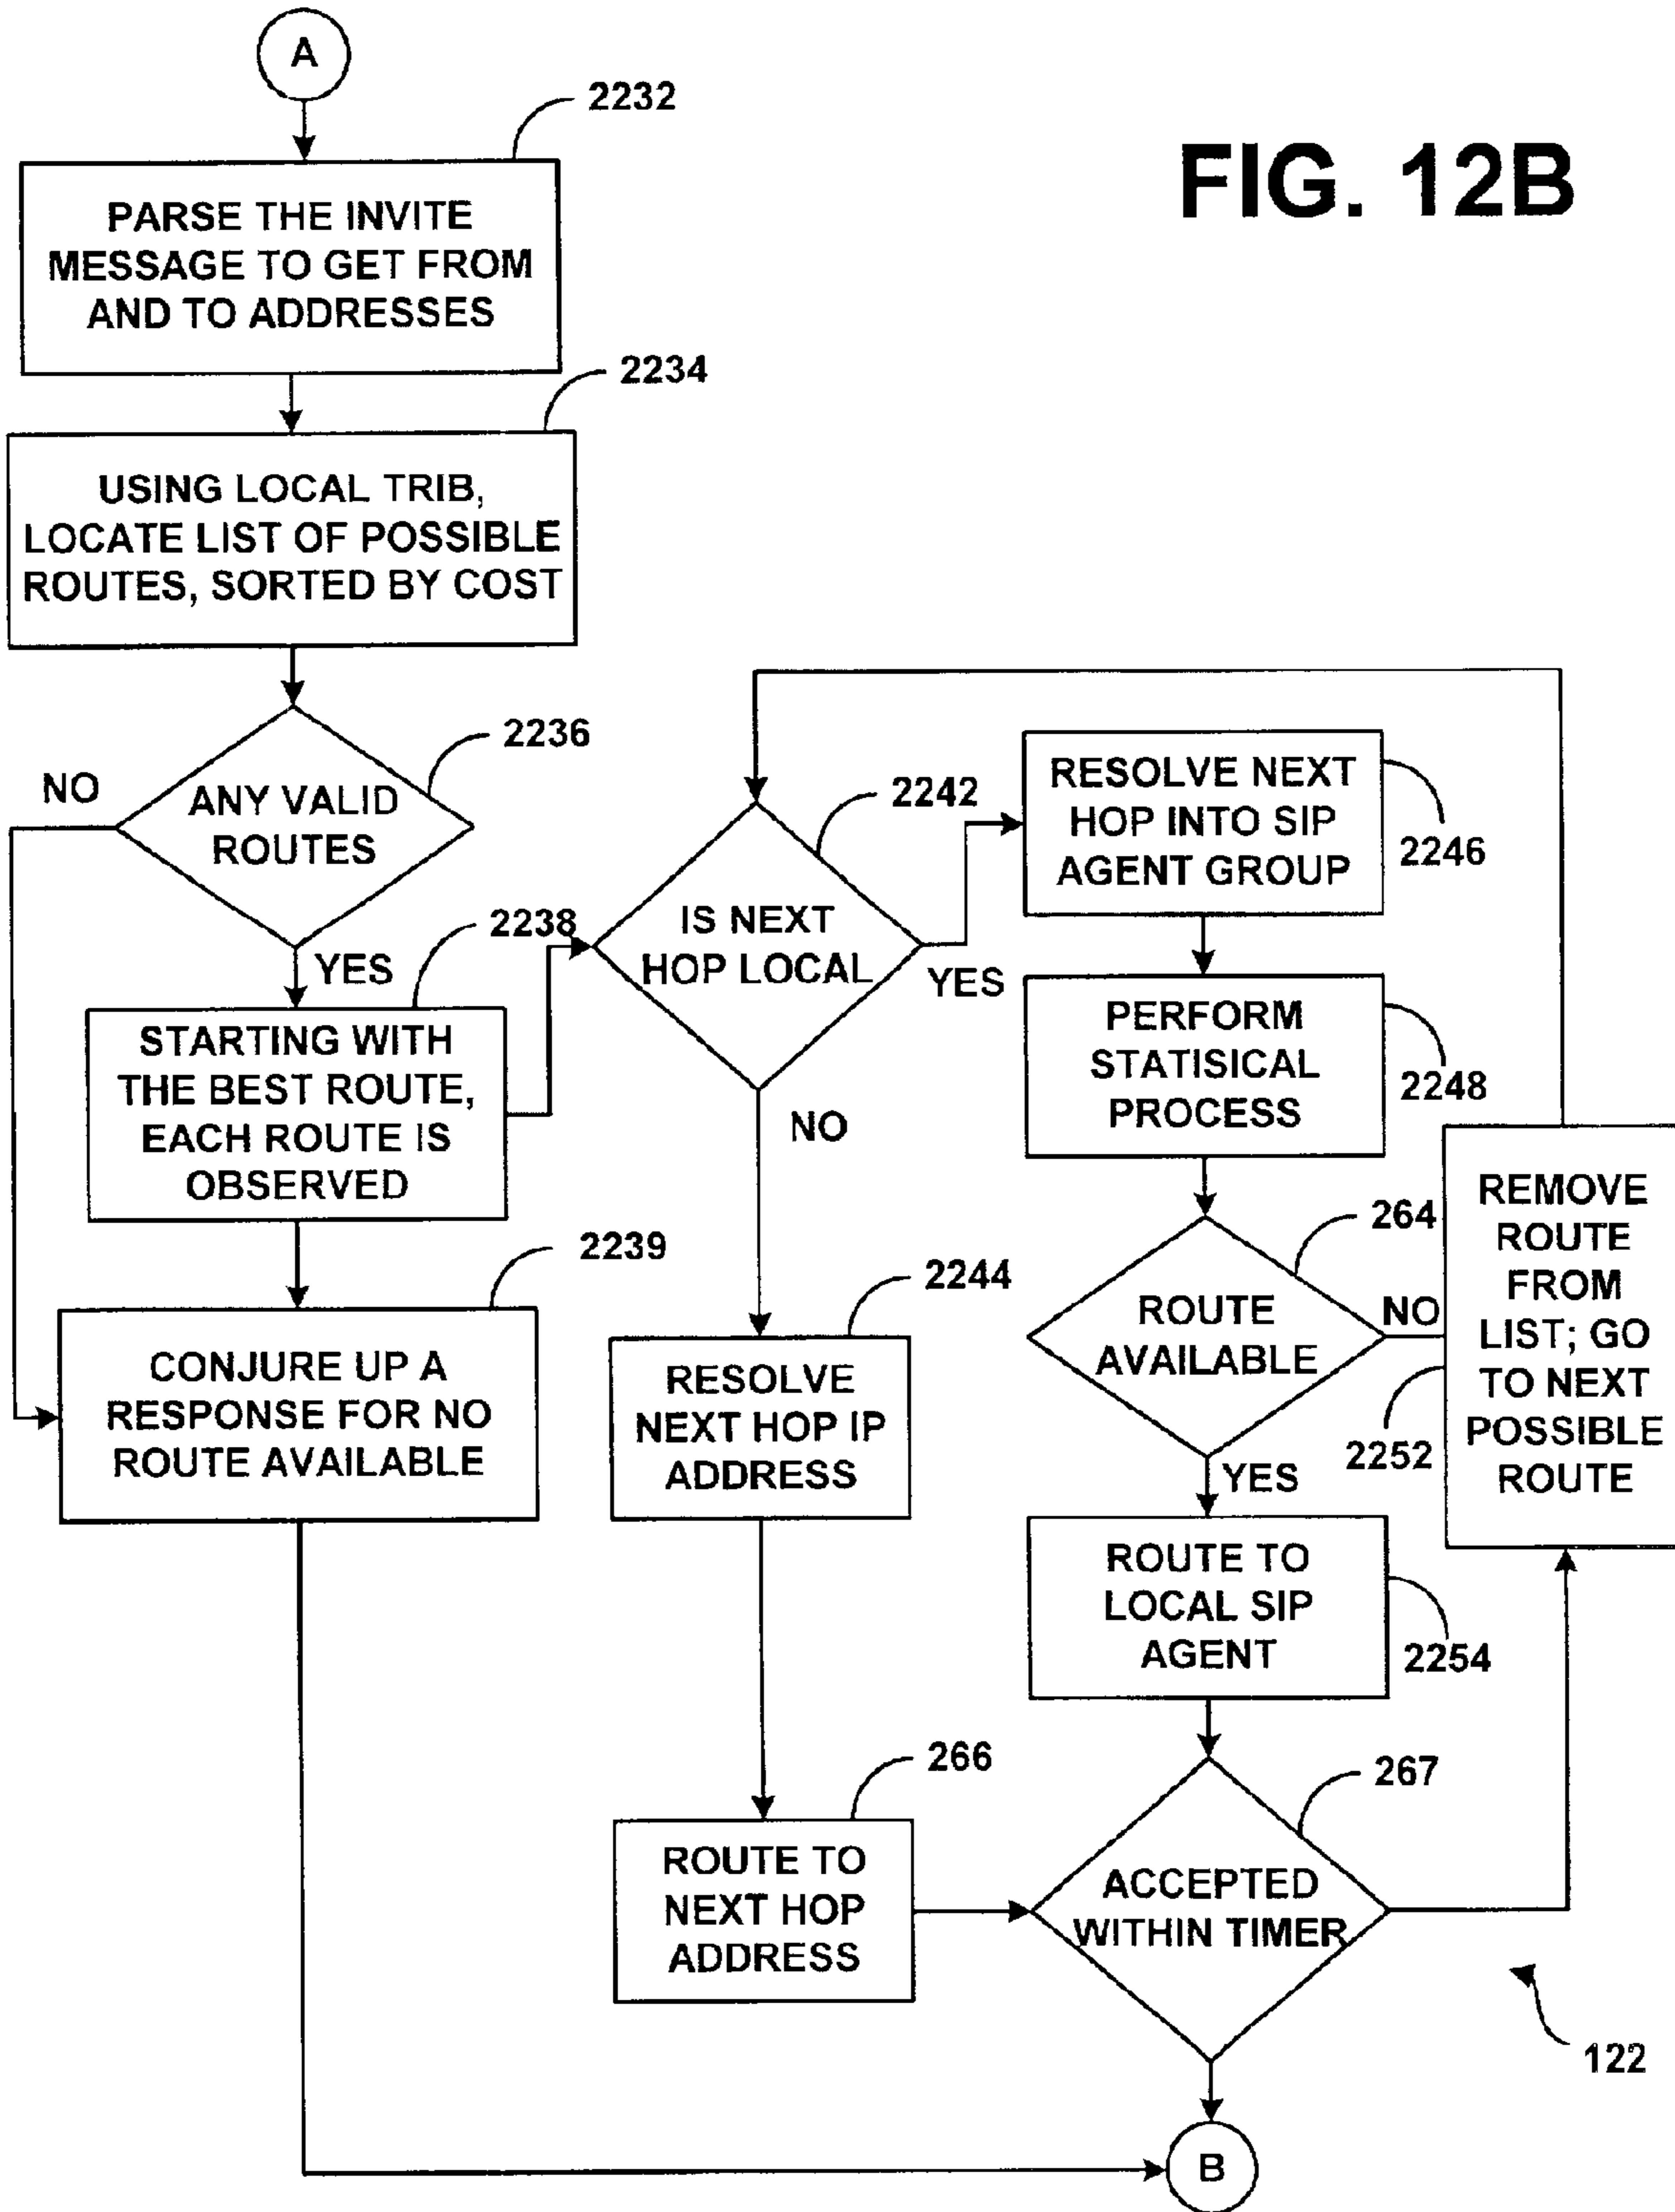 A
2232
FIG. 12B
PARSE THE INVITE
MESSAGE TO GET FROM
AND TO ADDRESSES
2234
USING LOCAL TRIB,
LOCATE LIST OF POSSIBLE
ROUTES, SORTED BY COST
2236
NO
ANY VALID
ROUTES
YES
2238
STARTING WITH
THE BEST ROUTE,
EACH ROUTE IS
OBSERVED
2239
CONJURE UP A
RESPONSE FOR NO
ROUTE AVAILABLE
2242
IS NEXT
HOP LOCAL
YES
NO
2244
RESOLVE
NEXT HOP IP
ADDRESS
266
ROUTE TO
NEXT HOP
ADDRESS
RESOLVE NEXT
HOP INTO SIP
AGENT GROUP
2246
PERFORM
STATISICAL
PROCESS
2248
264
ROUTE
AVAILABLE
NO
YES
2252
REMOVE
ROUTE
FROM
LIST; GO
TO NEXT
POSSIBLE
ROUTE
ROUTE TO
LOCAL SIP
AGENT
2254
267
ACCEPTED
WITHIN TIMER
122
B